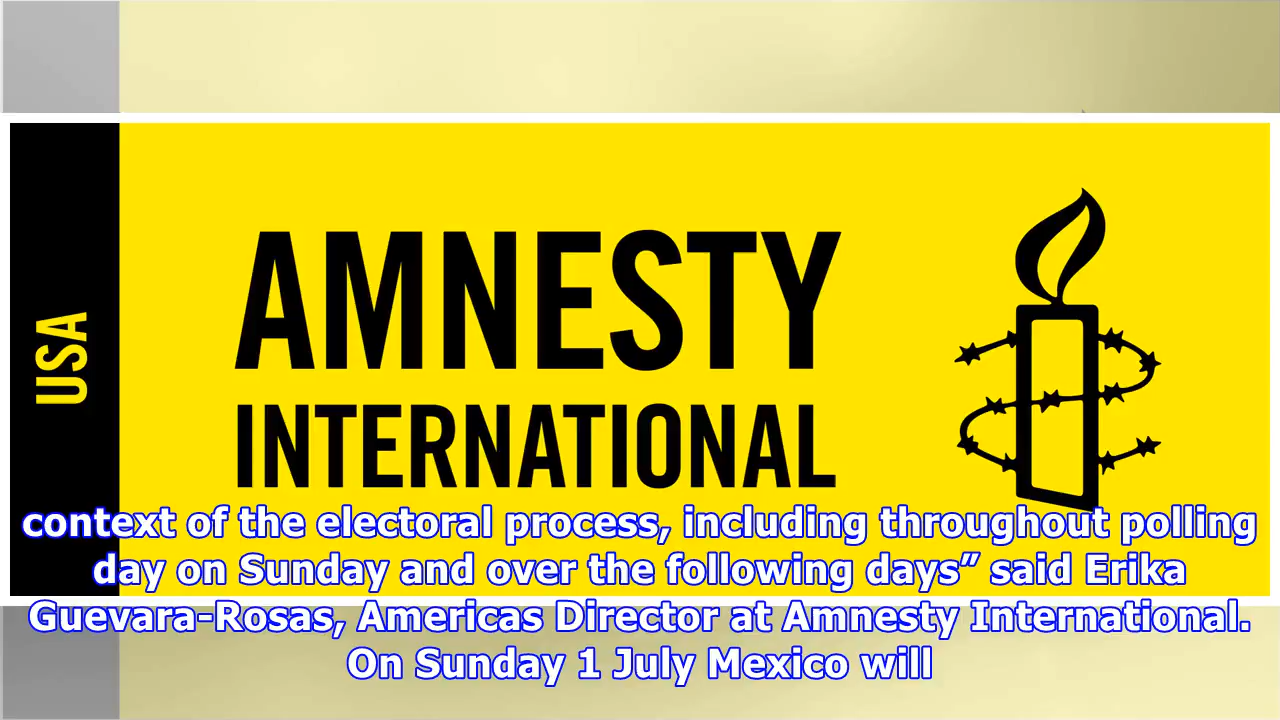 USA
AMNESTY
INTERNATIONAL
context of the electoral process, including throughout polling
day on Sunday and over the following days” said Erika
Guevara-Rosas, Americas Director at Amnesty International.
On Sunday 1 July Mexico will